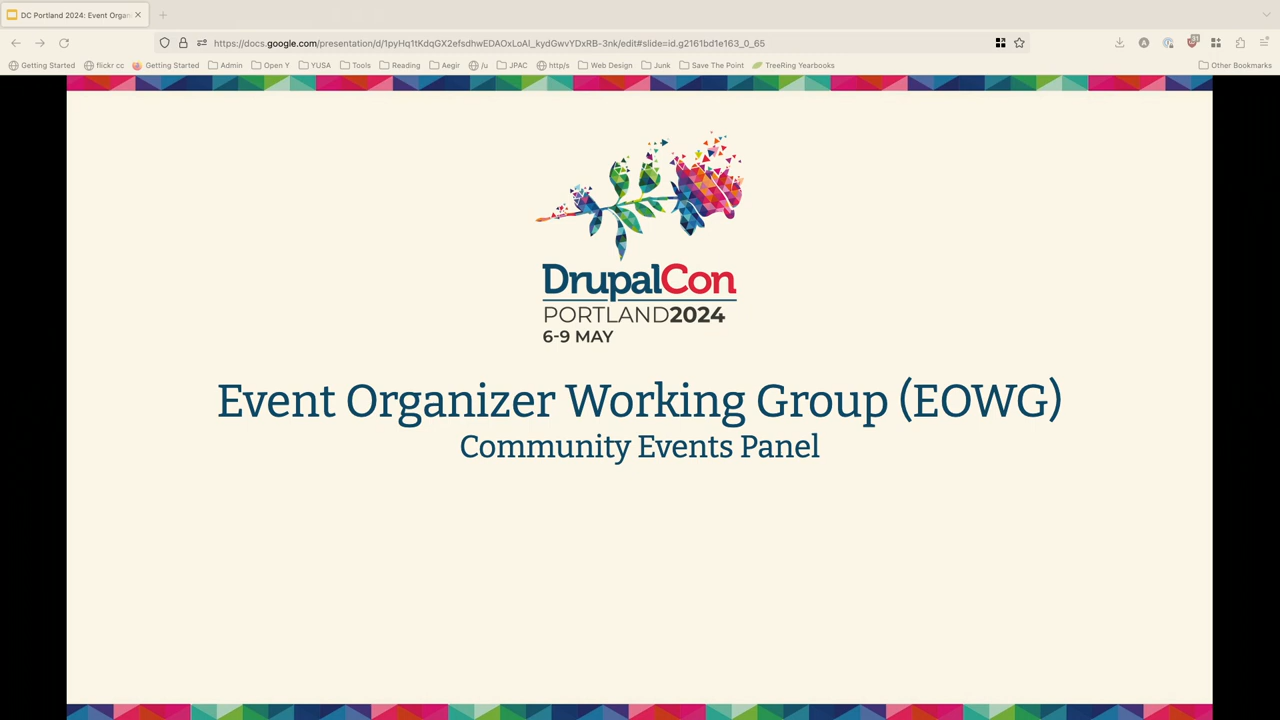 DC Portland 2024: Event Organ
https://docs.google.com/presentation/d/1pyHq1tKdqGX2efsdhwEDAOxLoAI_kydGwvYDxRB-3nk/edit#slide=id.g2161bd1e163_0_65
Getting Started flickr cc Getting Started Admin Open Y YUSA Tools Reading Aegir /u JPAC http/s Web Design Junk Save The Point TreeRing Yearbooks Other Bookmarks
DrupalCon
PORTLAND2024
6-9 MAY
Event Organizer Working Group (EOWG)
Community Events Panel